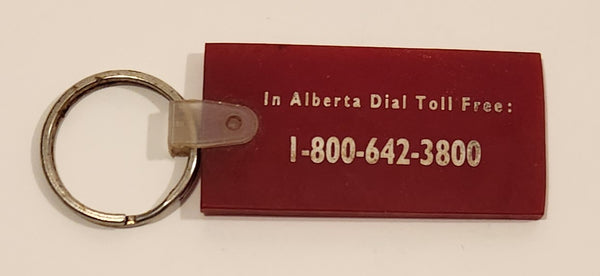 In Alberta Dial Toll Free:
1-800-642-3800